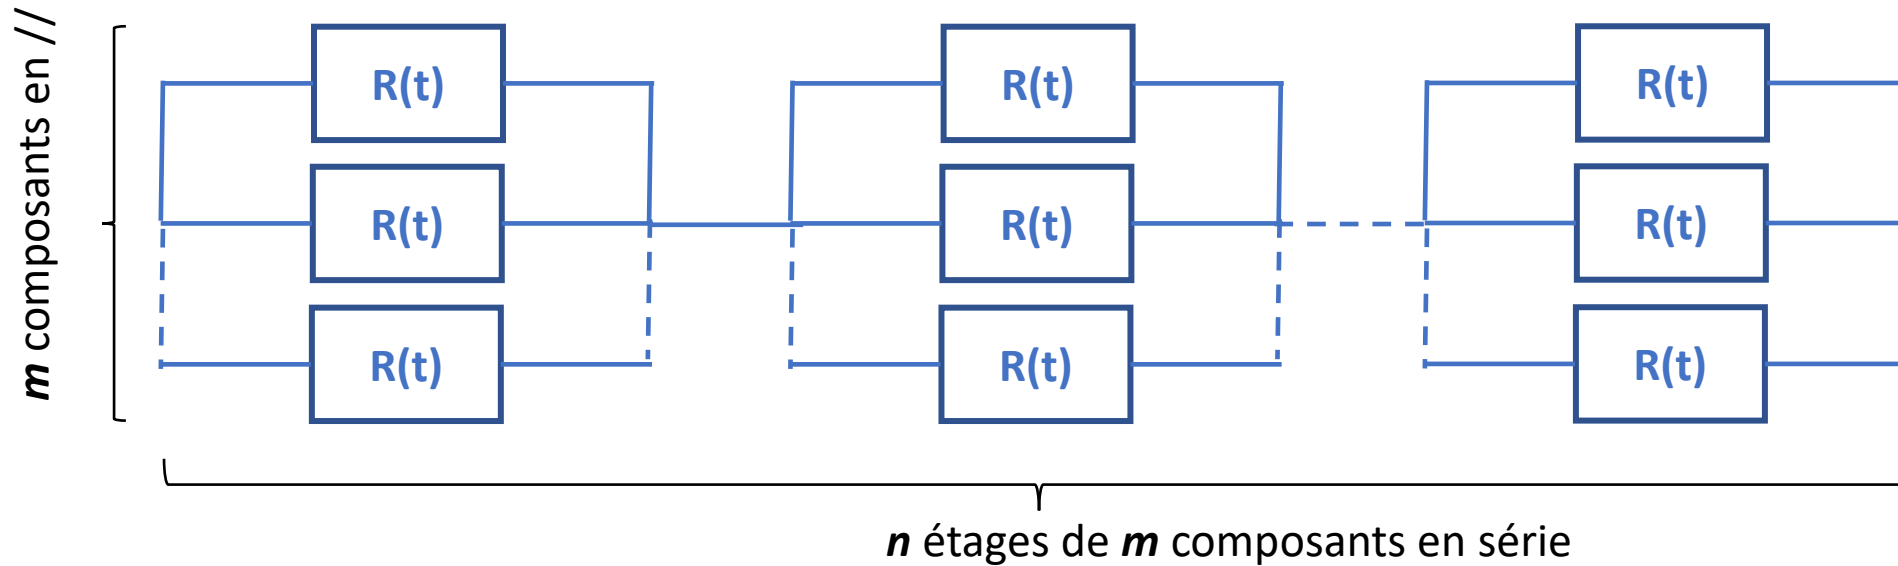 m composants en //
R(t) R(t) R(t)
R(t) R(t) R(t)
R(t) R(t) R(t)
n étages de m composants en série